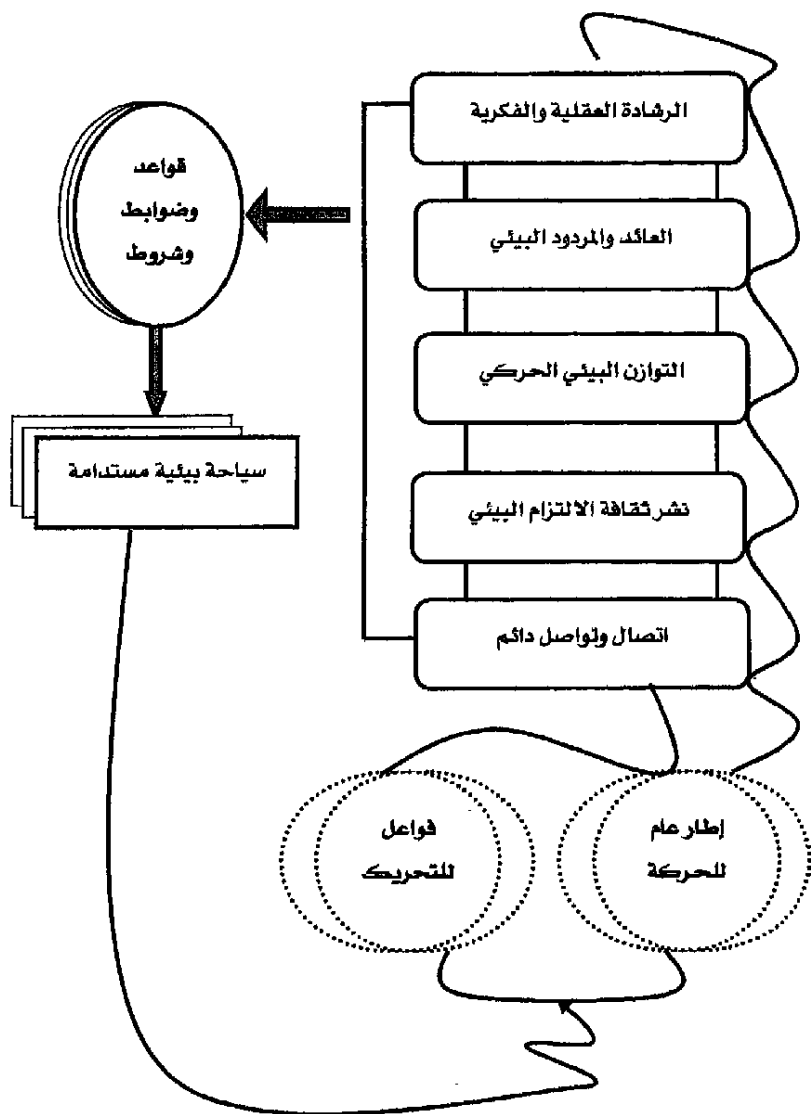 الرشادة العقلية والفكرية
العائد والمردود البيئي
التوازن البيئي الحركي
نشر ثقافة الالتزام البيئي
اتصال وتواصل دائم
قواعد
وضوابط
وشروط
سياحة بيئية مستدامة
إطار عام
للحركة
فواعل
للتحريك